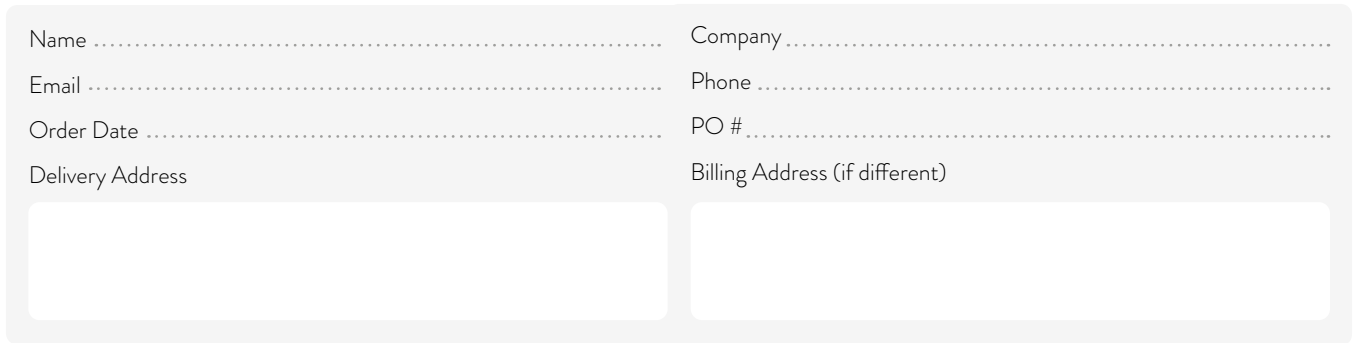 Name
Email
Order Date
Delivery Address
Company
Phone
PO #
Billing Address (if different)